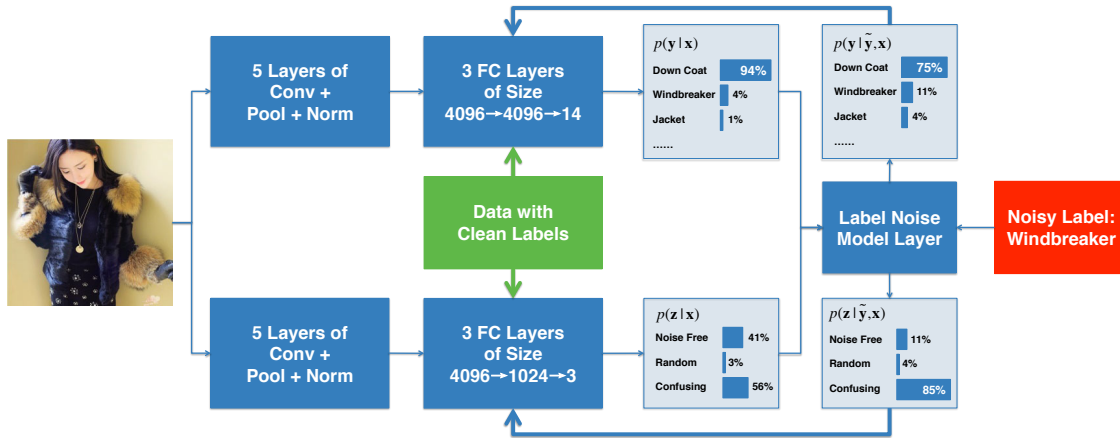 5 Layers of
Conv +
Pool + Norm
3 FC Layers
of Size
4096→4096→14
p(y | x)
Down Coat 94%
Windbreaker 4%
Jacket 1%
......
p(y | ỹ,x)
Down Coat 75%
Windbreaker 11%
Jacket 4%
......
Data with
Clean Labels
Label Noise
Model Layer
Noisy Label:
Windbreaker
5 Layers of
Conv +
Pool + Norm
3 FC Layers
of Size
4096→1024→3
p(z | x)
Noise Free 41%
Random 3%
Confusing 56%
p(z | ỹ,x)
Noise Free 11%
Random 4%
Confusing 85%